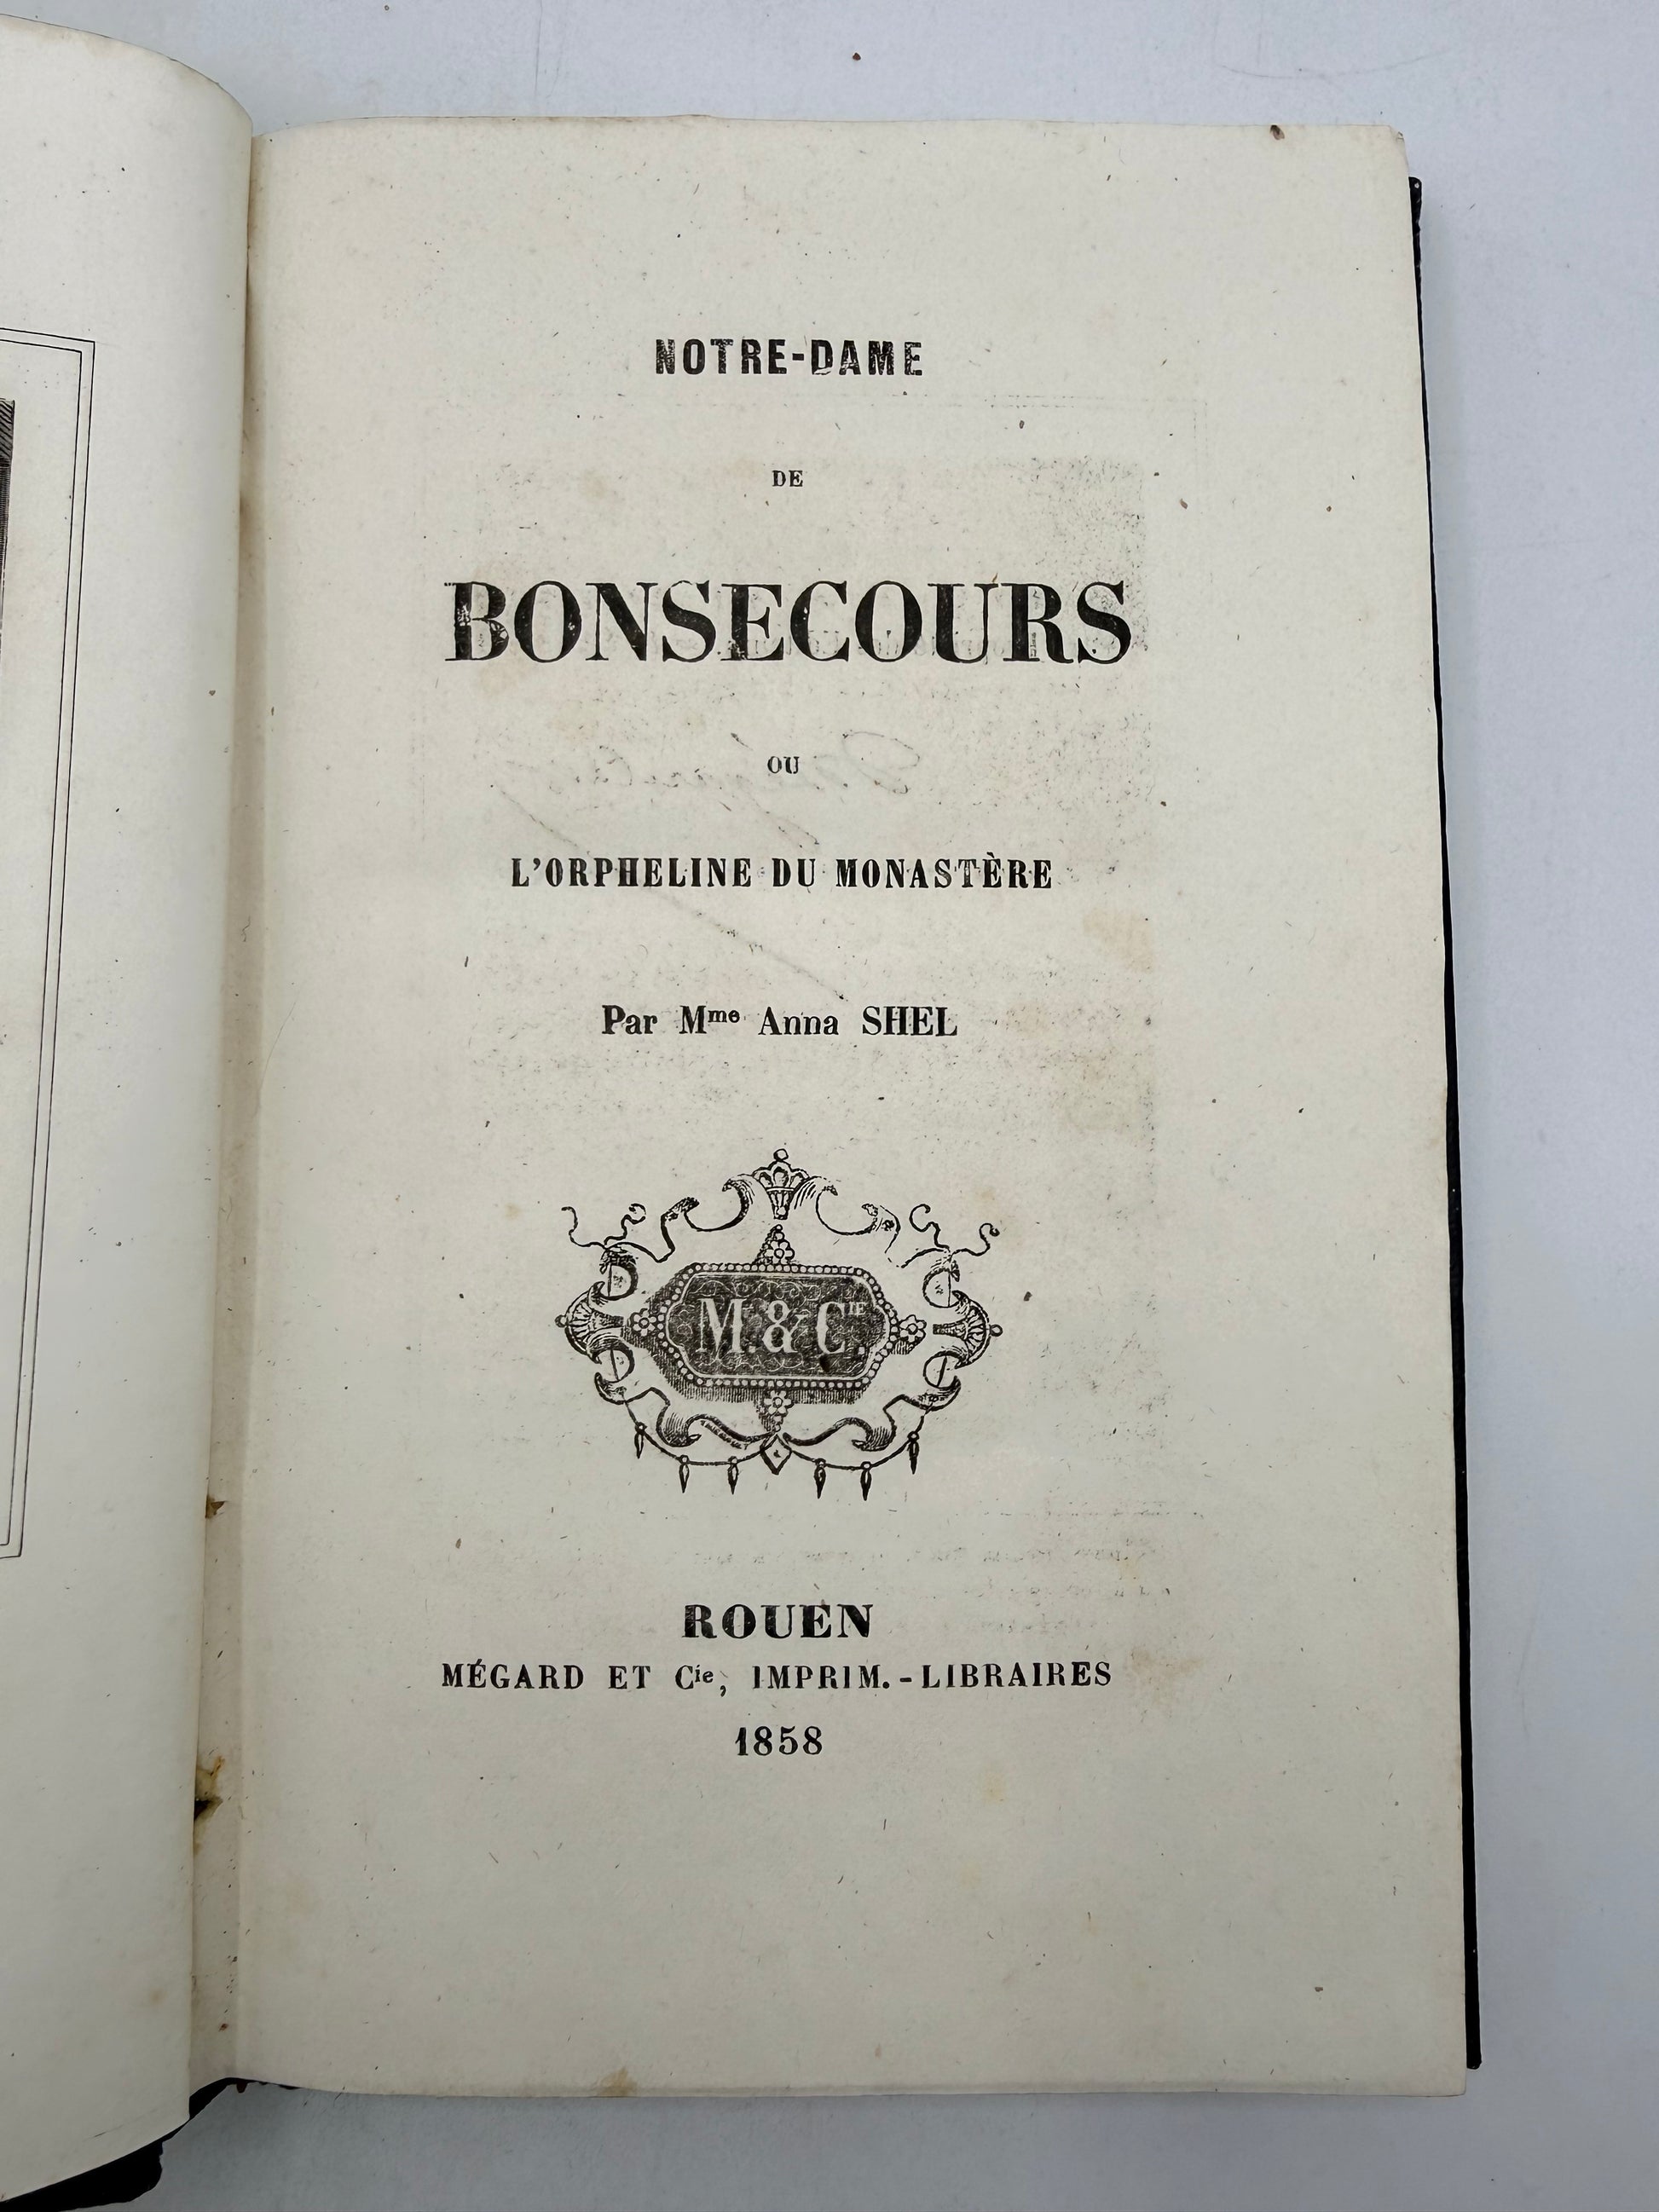 NOTRE-DAME
DE
BONSECOURS
OU
L'ORPHELINE DU MONASTÈRE
Par Mᵐᵉ Anna SHEL
M. & Cᴵᴱ.
ROUEN
MÉGARD ET Cⁱᵉ, IMPRIM.-LIBRAIRES
1858